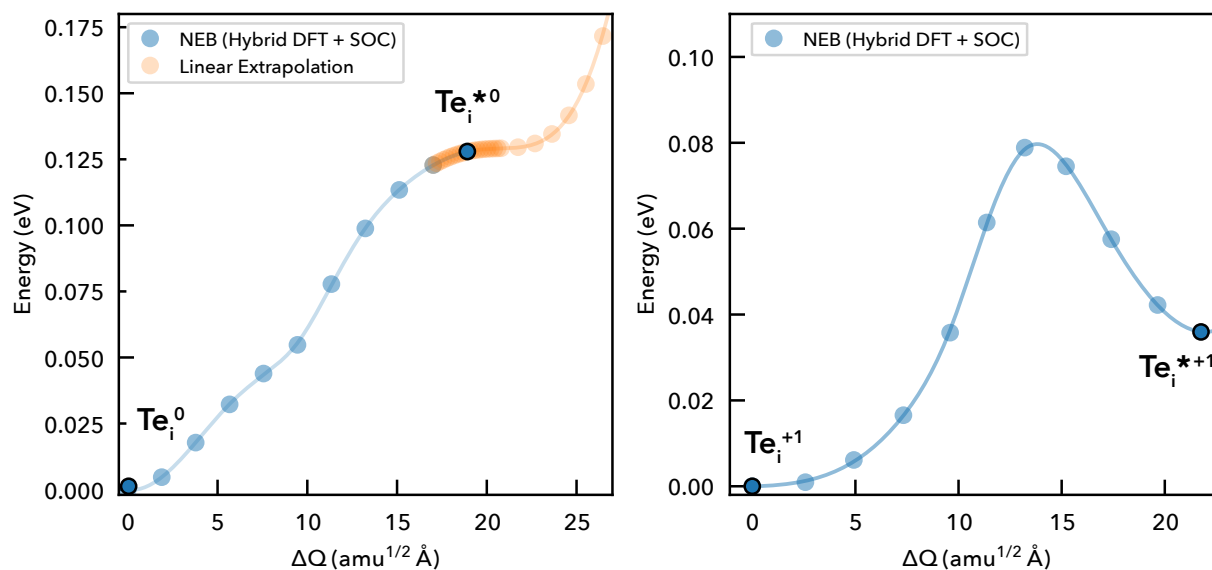 NEB (Hybrid DFT + SOC)
Linear Extrapolation
Te_i*^0
Te_i^0
0.175
0.150
0.125
0.100
0.075
0.050
0.025
0.000
Energy (eV)
0 5 10 15 20 25
ΔQ (amu^1/2 Å)
NEB (Hybrid DFT + SOC)
Te_i^+1
Te_i*^+1
0.10
0.08
0.06
0.04
0.02
0.00
Energy (eV)
0 5 10 15 20
ΔQ (amu^1/2 Å)